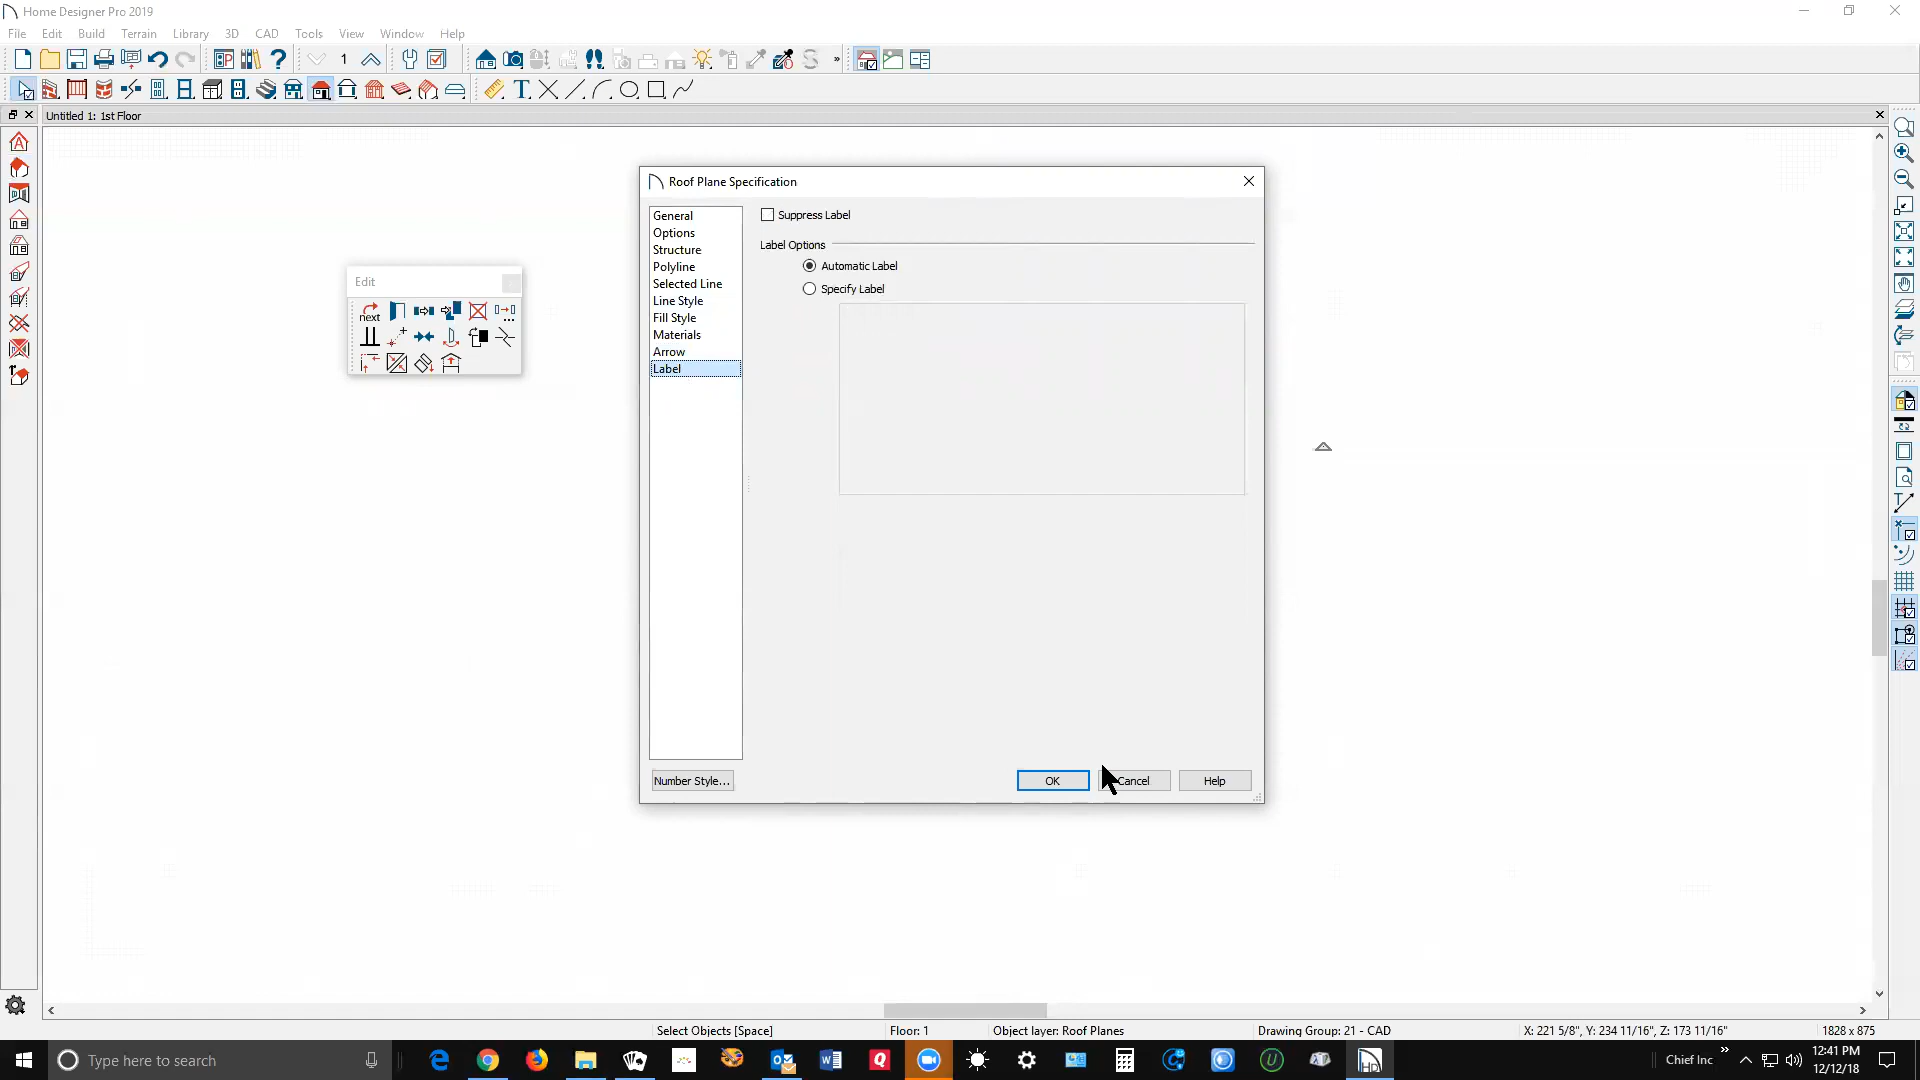 Home Designer Pro 2019
File Edit Build Terrain Library 3D CAD Tools View Window Help
1
Untitled 1: 1st Floor
Roof Plane Specification
General
Options
Structure
Polyline
Selected Line
Line Style
Fill Style
Materials
Arrow
Label
Suppress Label
Label Options
Automatic Label
Specify Label
Edit
next
Number Style...
OK
Cancel
Help
Select Objects [Space]
Floor: 1
Object layer: Roof Planes
Drawing Group: 21 - CAD
X: 221 5/8", Y: 234 11/16", Z: 173 11/16"
1828 x 875
Type here to search
Chief Inc
12:41 PM
12/12/18